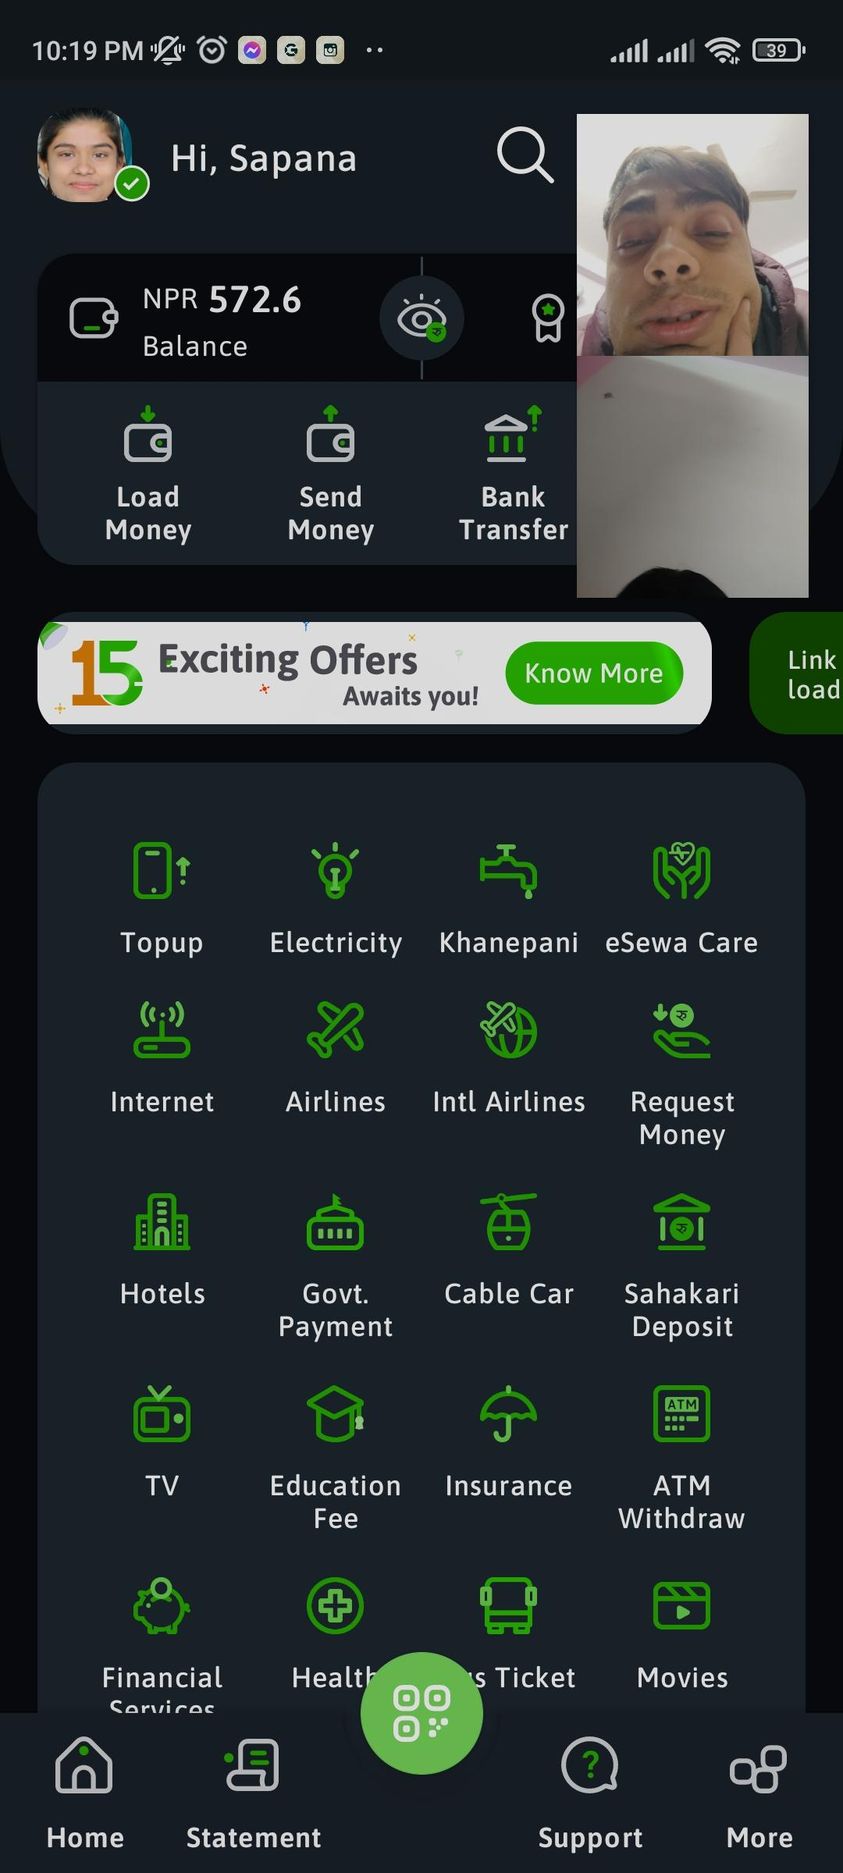 10:19 PM
39
Hi, Sapana
NPR 572.6
Balance
Load
Money
Send
Money
Bank
Transfer
15 Exciting Offers
Awaits you!
Know More
Link
load
Topup
Electricity
Khanepani
eSewa Care
Internet
Airlines
Intl Airlines
Request
Money
Hotels
Govt.
Payment
Cable Car
Sahakari
Deposit
TV
Education
Fee
Insurance
ATM
ATM
Withdraw
Financial
Services
Health
s Ticket
Movies
Home
Statement
Support
More